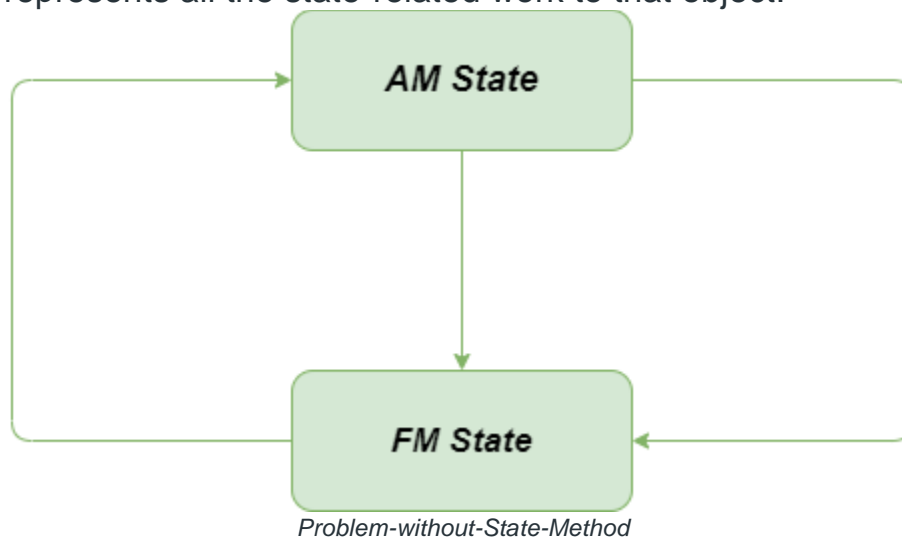 represents all the state-related work to that object.
AM State
FM State
Problem-without-State-Method